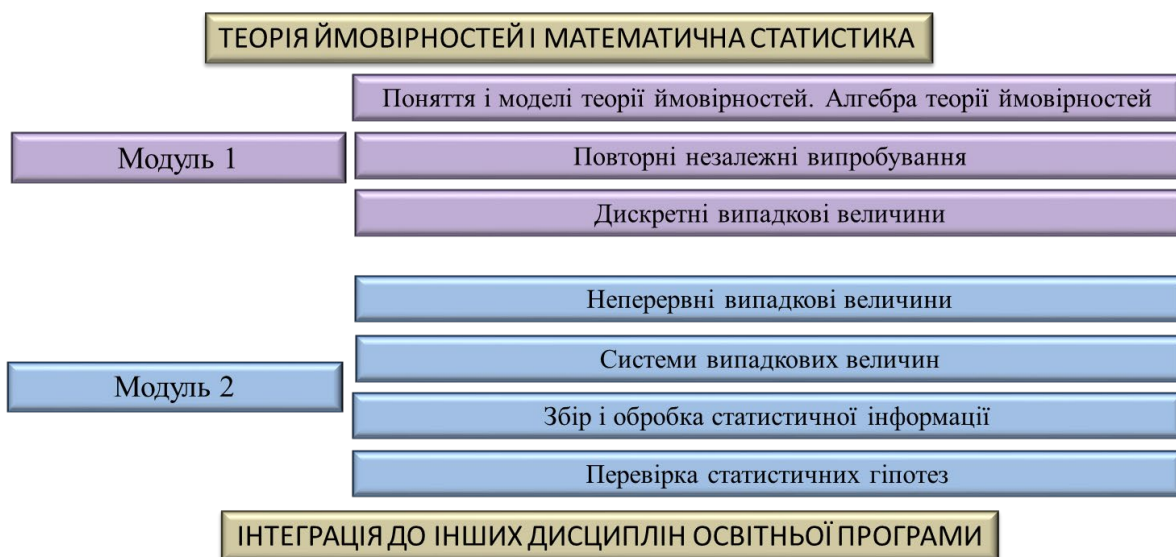 ТЕОРІЯ ЙМОВІРНОСТЕЙ І МАТЕМАТИЧНА СТАТИСТИКА
Модуль 1
Поняття і моделі теорії ймовірностей. Алгебра теорії ймовірностей
Повторні незалежні випробування
Дискретні випадкові величини
Модуль 2
Неперервні випадкові величини
Системи випадкових величин
Збір і обробка статистичної інформації
Перевірка статистичних гіпотез
ІНТЕГРАЦІЯ ДО ІНШИХ ДИСЦИПЛІН ОСВІТНЬОЇ ПРОГРАМИ